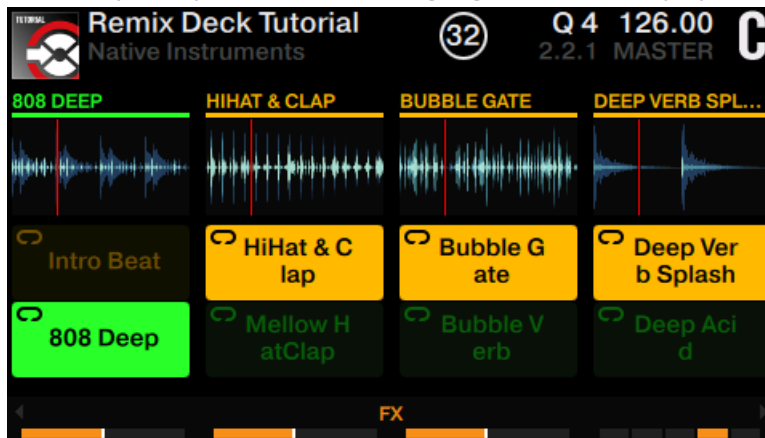 TUTORIAL
Remix Deck Tutorial
Native Instruments
32
Q 4 126.00
2.2.1 MASTER
C
808 DEEP
HIHAT & CLAP
BUBBLE GATE
DEEP VERB SPL...
Intro Beat
HiHat & C
lap
Bubble G
ate
Deep Ver
b Splash
808 Deep
Mellow H
atClap
Bubble V
erb
Deep Aci
d
FX